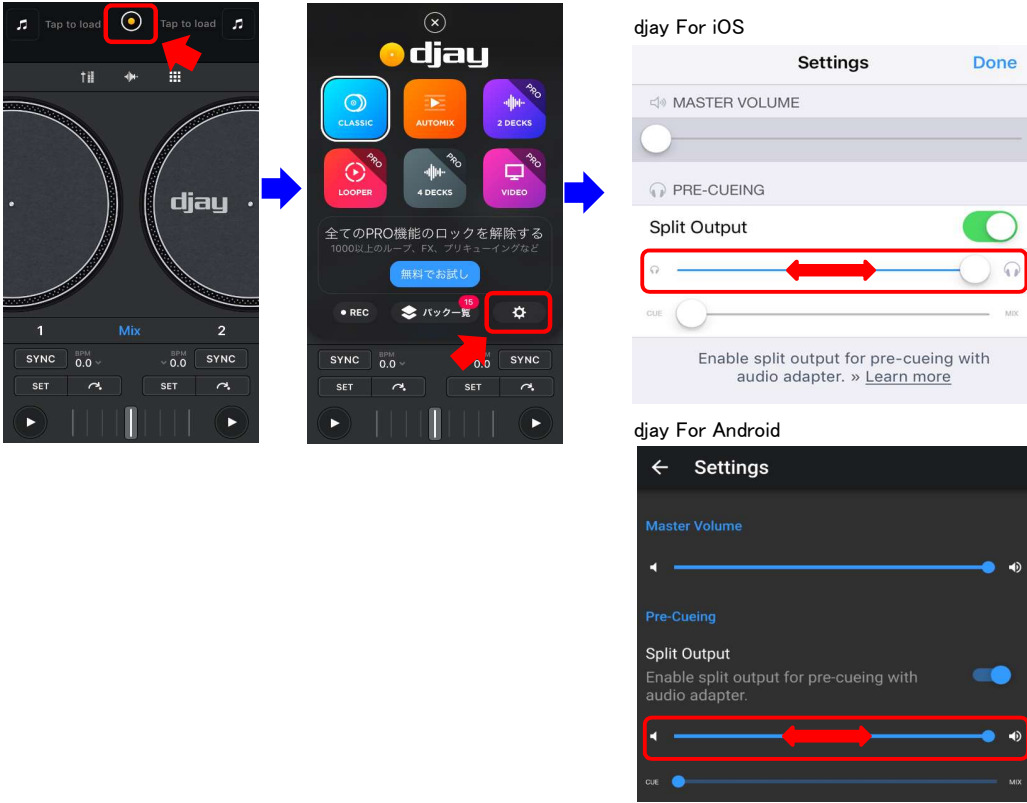 Tap to load
Tap to load
djay
1 Mix 2
SYNC BPM 0.0 BPM 0.0 SYNC
SET SET
djay
CLASSIC
AUTOMIX
2 DECKS PRO
LOOPER PRO
4 DECKS PRO
VIDEO PRO
全てのPRO機能のロックを解除する
1000以上のループ、FX、プリキューイングなど
無料でお試し
REC パック一覧 15
SYNC BPM 0.0 0.0 SYNC
SET SET
djay For iOS
Settings Done
MASTER VOLUME
PRE-CUEING
Split Output
CUE MIX
Enable split output for pre-cueing with
audio adapter. » Learn more
djay For Android
Settings
Master Volume
Pre-Cueing
Split Output
Enable split output for pre-cueing with
audio adapter.
CUE MIX